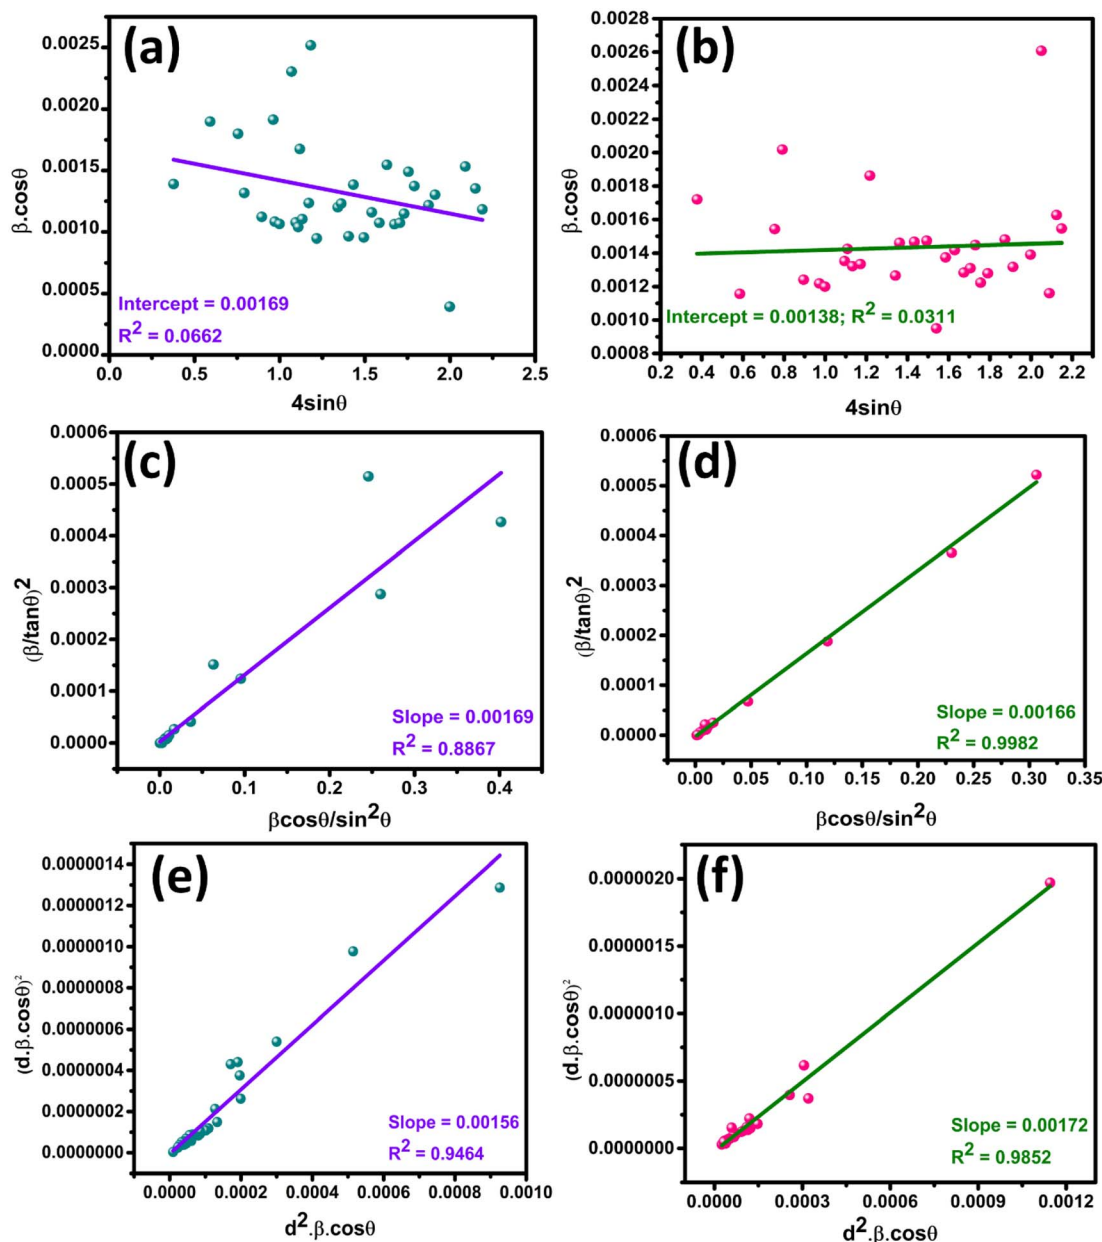 (a)
0.0025
0.0020
0.0015
0.0010
0.0005
0.0000
β.cosθ
Intercept = 0.00169
R² = 0.0662
0.0 0.5 1.0 1.5 2.0 2.5
4sinθ
(b)
0.0028
0.0026
0.0024
0.0022
0.0020
0.0018
0.0016
0.0014
0.0012
0.0010
0.0008
β.cosθ
Intercept = 0.00138; R² = 0.0311
0.2 0.4 0.6 0.8 1.0 1.2 1.4 1.6 1.8 2.0 2.2
4sinθ
(c)
0.0006
0.0005
0.0004
0.0003
0.0002
0.0001
0.0000
(β/tanθ)²
Slope = 0.00169
R² = 0.8867
0.0 0.1 0.2 0.3 0.4
βcosθ/sin²θ
(d)
0.0006
0.0005
0.0004
0.0003
0.0002
0.0001
0.0000
(β/tanθ)²
Slope = 0.00166
R² = 0.9982
0.00 0.05 0.10 0.15 0.20 0.25 0.30 0.35
βcosθ/sin²θ
(e)
0.0000014
0.0000012
0.0000010
0.0000008
0.0000006
0.0000004
0.0000002
0.0000000
(d.β.cosθ)²
Slope = 0.00156
R² = 0.9464
0.0000 0.0002 0.0004 0.0006 0.0008 0.0010
d².β.cosθ
(f)
0.0000020
0.0000015
0.0000010
0.0000005
0.0000000
(d.β.cosθ)²
Slope = 0.00172
R² = 0.9852
0.0000 0.0003 0.0006 0.0009 0.0012
d².β.cosθ